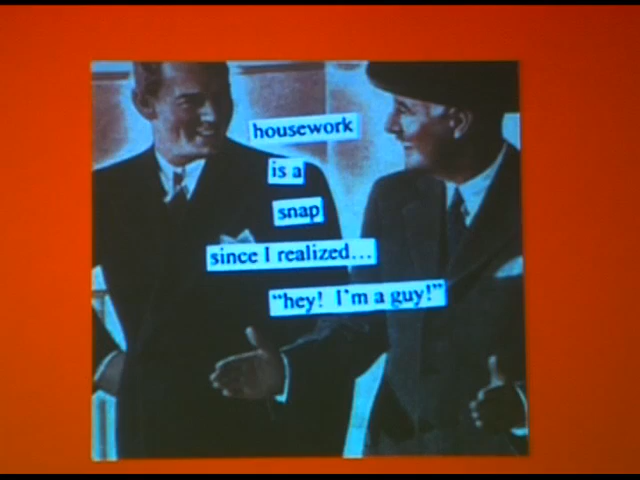 housework
is a
snap
since I realized...
"hey! I'm a guy!"